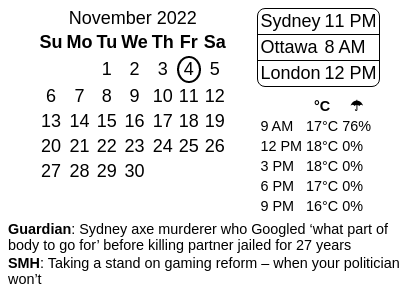 November 2022
Su Mo Tu We Th Fr Sa
1 2 3 4 5
6 7 8 9 10 11 12
13 14 15 16 17 18 19
20 21 22 23 24 25 26
27 28 29 30
Sydney 11 PM
Ottawa 8 AM
London 12 PM
°C ☂
9 AM 17°C 76%
12 PM 18°C 0%
3 PM 18°C 0%
6 PM 17°C 0%
9 PM 16°C 0%
Guardian: Sydney axe murderer who Googled ‘what part of
body to go for’ before killing partner jailed for 27 years
SMH: Taking a stand on gaming reform – when your politician
won’t